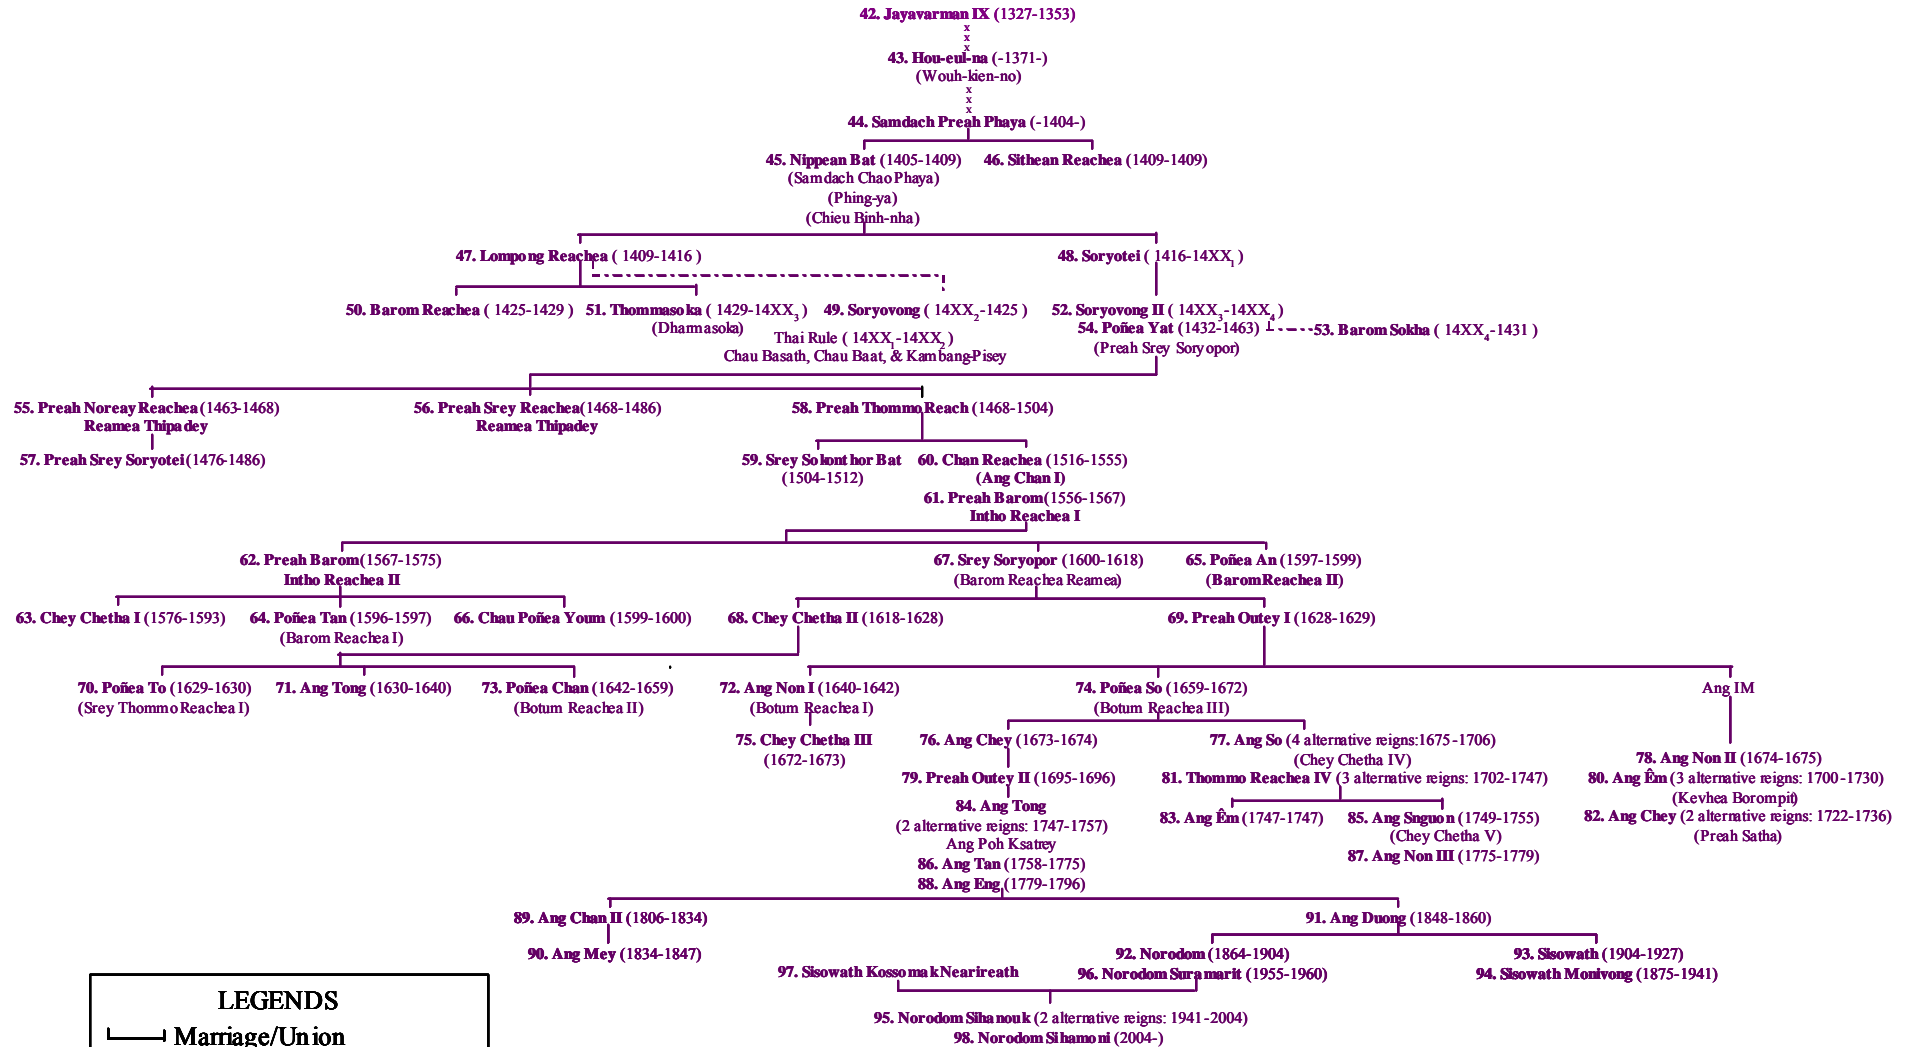 42. Jayavarman IX (1327-1353)
x
x
x
43. Hou-eul-na (-1371-)
(Wouh-kien-no)
x
x
x
44. Samdach Preah Phaya (-1404-)
45. Nippean Bat (1405-1409) 46. Sithean Reachea (1409-1409)
(Samdach Chao Phaya)
(Phing-ya)
(Chieu Binh-nha)
47. Lompong Reachea ( 1409-1416 ) 48. Soryotei ( 1416-14XX1)
50. Barom Reachea ( 1425-1429 ) 51. Thommasoka ( 1429-14XX3) 49. Soryovong ( 14XX2-1425 ) 52. Soryovong II ( 14XX3-14XX4)
(Dharmasoka) 54. Poñea Yat (1432-1463) 53. Barom Sokha ( 14XX4-1431 )
Thai Rule ( 14XX1-14XX2) (Preah Srey Soryopor)
Chau Basath, Chau Baat, & Kambang-Pisey
55. Preah Noreay Reachea (1463-1468) 56. Preah Srey Reachea(1468-1486) 58. Preah Thommo Reach (1468-1504)
Reamea Thipadey Reamea Thipadey
57. Preah Srey Soryotei (1476-1486) 59. Srey Sokonthor Bat 60. Chan Reachea (1516-1555)
(1504-1512) (Ang Chan I)
61. Preah Barom(1556-1567)
Intho Reachea I
62. Preah Barom(1567-1575) 67. Srey Soryopor (1600-1618) 65. Poñea An (1597-1599)
Intho Reachea II (Barom Reachea Reamea) (Barom Reachea II)
63. Chey Chetha I (1576-1593) 64. Poñea Tan (1596-1597) 66. Chau Poñea Youm (1599-1600) 68. Chey Chetha II (1618-1628) 69. Preah Outey I (1628-1629)
(Barom Reachea I)
70. Poñea To (1629-1630) 71. Ang Tong (1630-1640) 73. Poñea Chan (1642-1659) 72. Ang Non I (1640-1642) 74. Poñea So (1659-1672) Ang IM
(Srey Thommo Reachea I) (Botum Reachea II) (Botum Reachea I) (Botum Reachea III)
75. Chey Chetha III 76. Ang Chey (1673-1674) 77. Ang So (4 alternative reigns:1675-1706)
(1672-1673) (Chey Chetha IV) 78. Ang Non II (1674-1675)
79. Preah Outey II (1695-1696) 81. Thommo Reachea IV (3 alternative reigns: 1702-1747) 80. Ang Êm (3 alternative reigns: 1700-1730)
(Kevhea Borompit)
84. Ang Tong 83. Ang Êm (1747-1747) 85. Ang Snguon (1749-1755) 82. Ang Chey (2 alternative reigns: 1722-1736)
(2 alternative reigns: 1747-1757) (Chey Chetha V) (Preah Satha)
Ang Poh Ksatrey 87. Ang Non III (1775-1779)
86. Ang Tan (1758-1775)
88. Ang Eng (1779-1796)
89. Ang Chan II (1806-1834) 91. Ang Duong (1848-1860)
90. Ang Mey (1834-1847) 92. Norodom (1864-1904) 93. Sisowath (1904-1927)
97. Sisowath Kossomak Nearireath 96. Norodom Suramarit (1955-1960) 94. Sisowath Monivong (1875-1941)
95. Norodom Sihanouk (2 alternative reigns: 1941-2004)
98. Norodom Sihamoni (2004-)
LEGENDS
Marriage/Union